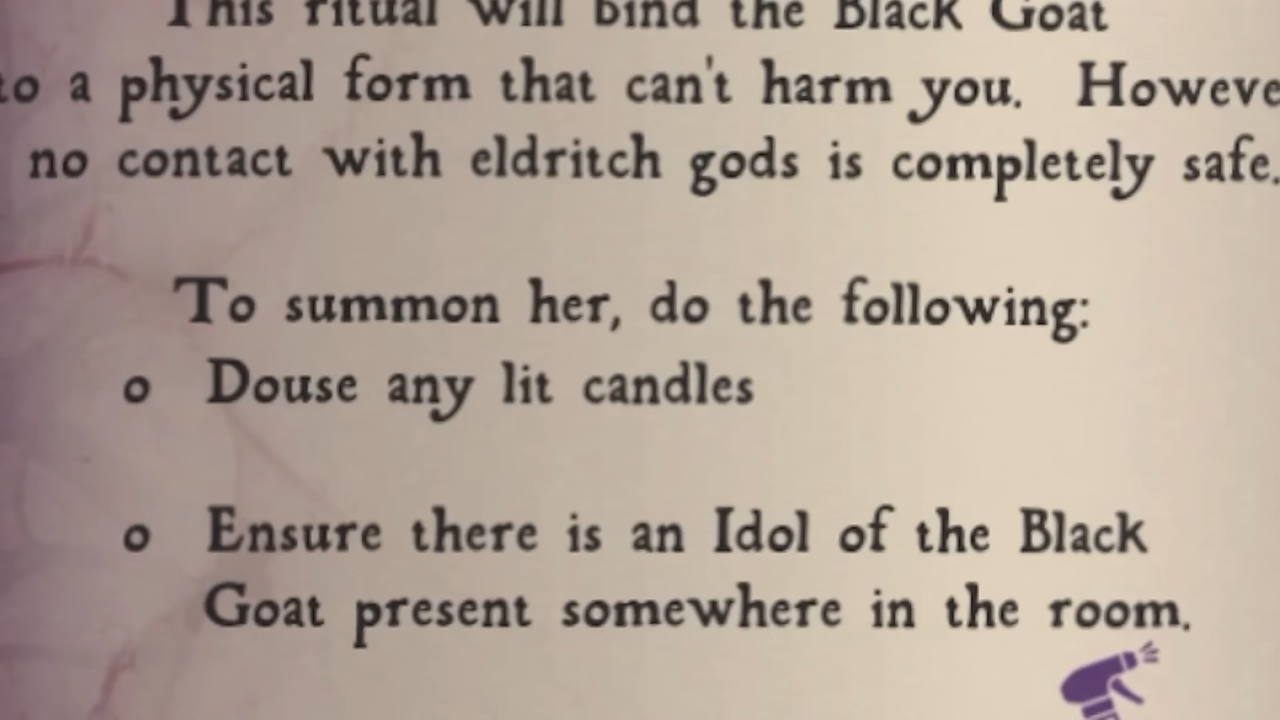 This ritual will bind the Black Goat
to a physical form that can't harm you. Howeve
no contact with eldritch gods is completely safe.
To summon her, do the following:
o Douse any lit candles
o Ensure there is an Idol of the Black
Goat present somewhere in the room.